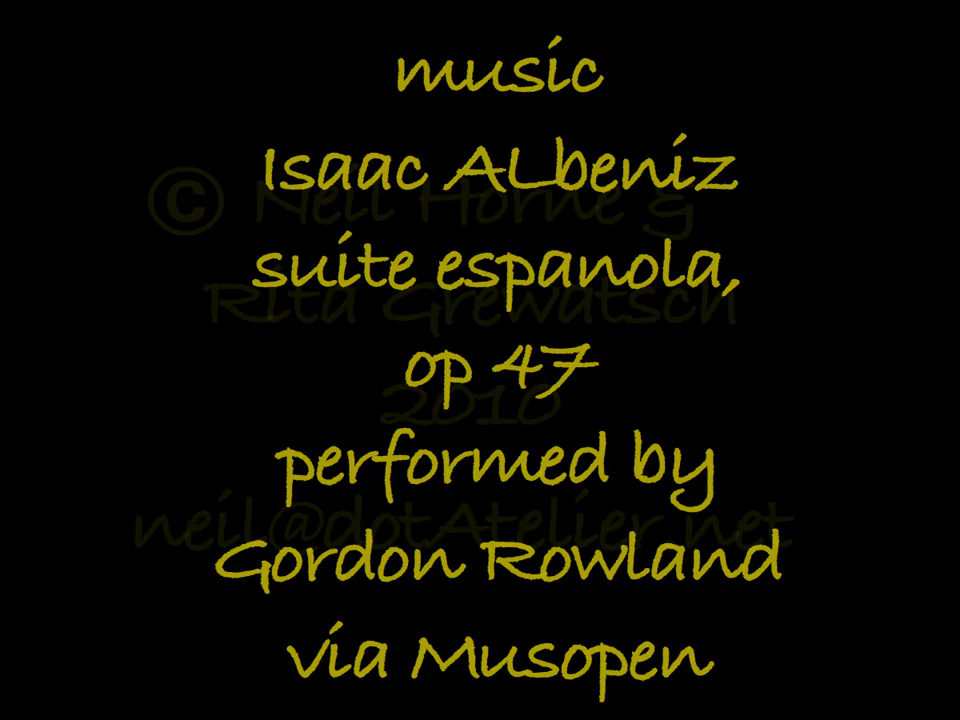 music
Isaac ALbeniz
suite espanola,
op 47
performed by
Gordon Rowland
via Musopen
© Neil Horne &
Rita Grewatsch
2010
neil@dotAtelier.net